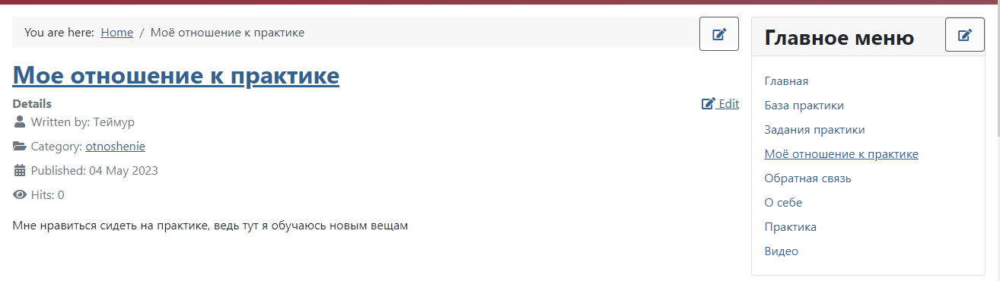 You are here: Home / Моё отношение к практике
Мое отношение к практике
Details
Edit
Written by: Теймур
Category: otnoshenie
Published: 04 May 2023
Hits: 0
Мне нравиться сидеть на практике, ведь тут я обучаюсь новым вещам
Главное меню
Главная
База практики
Задания практики
Моё отношение к практике
Обратная связь
О себе
Практика
Видео